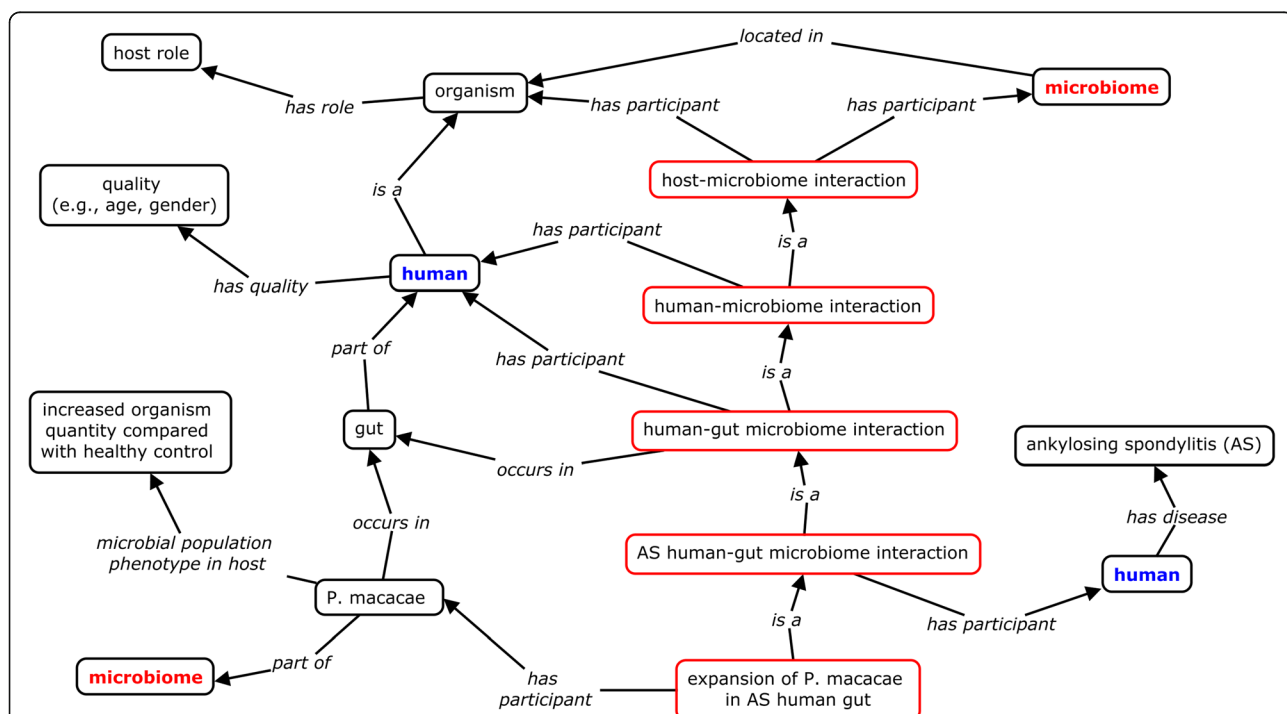 located in
host role
organism
microbiome
has role
has participant
has participant
quality
(e.g., age, gender)
is a
host-microbiome interaction
has participant
is a
has quality
human
human-microbiome interaction
part of
has participant
is a
increased organism
quantity compared
with healthy control
gut
human-gut microbiome interaction
ankylosing spondylitis (AS)
occurs in
is a
occurs in
has disease
microbial population
phenotype in host
AS human-gut microbiome interaction
human
P. macacae
is a
has participant
microbiome
part of
has
participant
expansion of P. macacae
in AS human gut